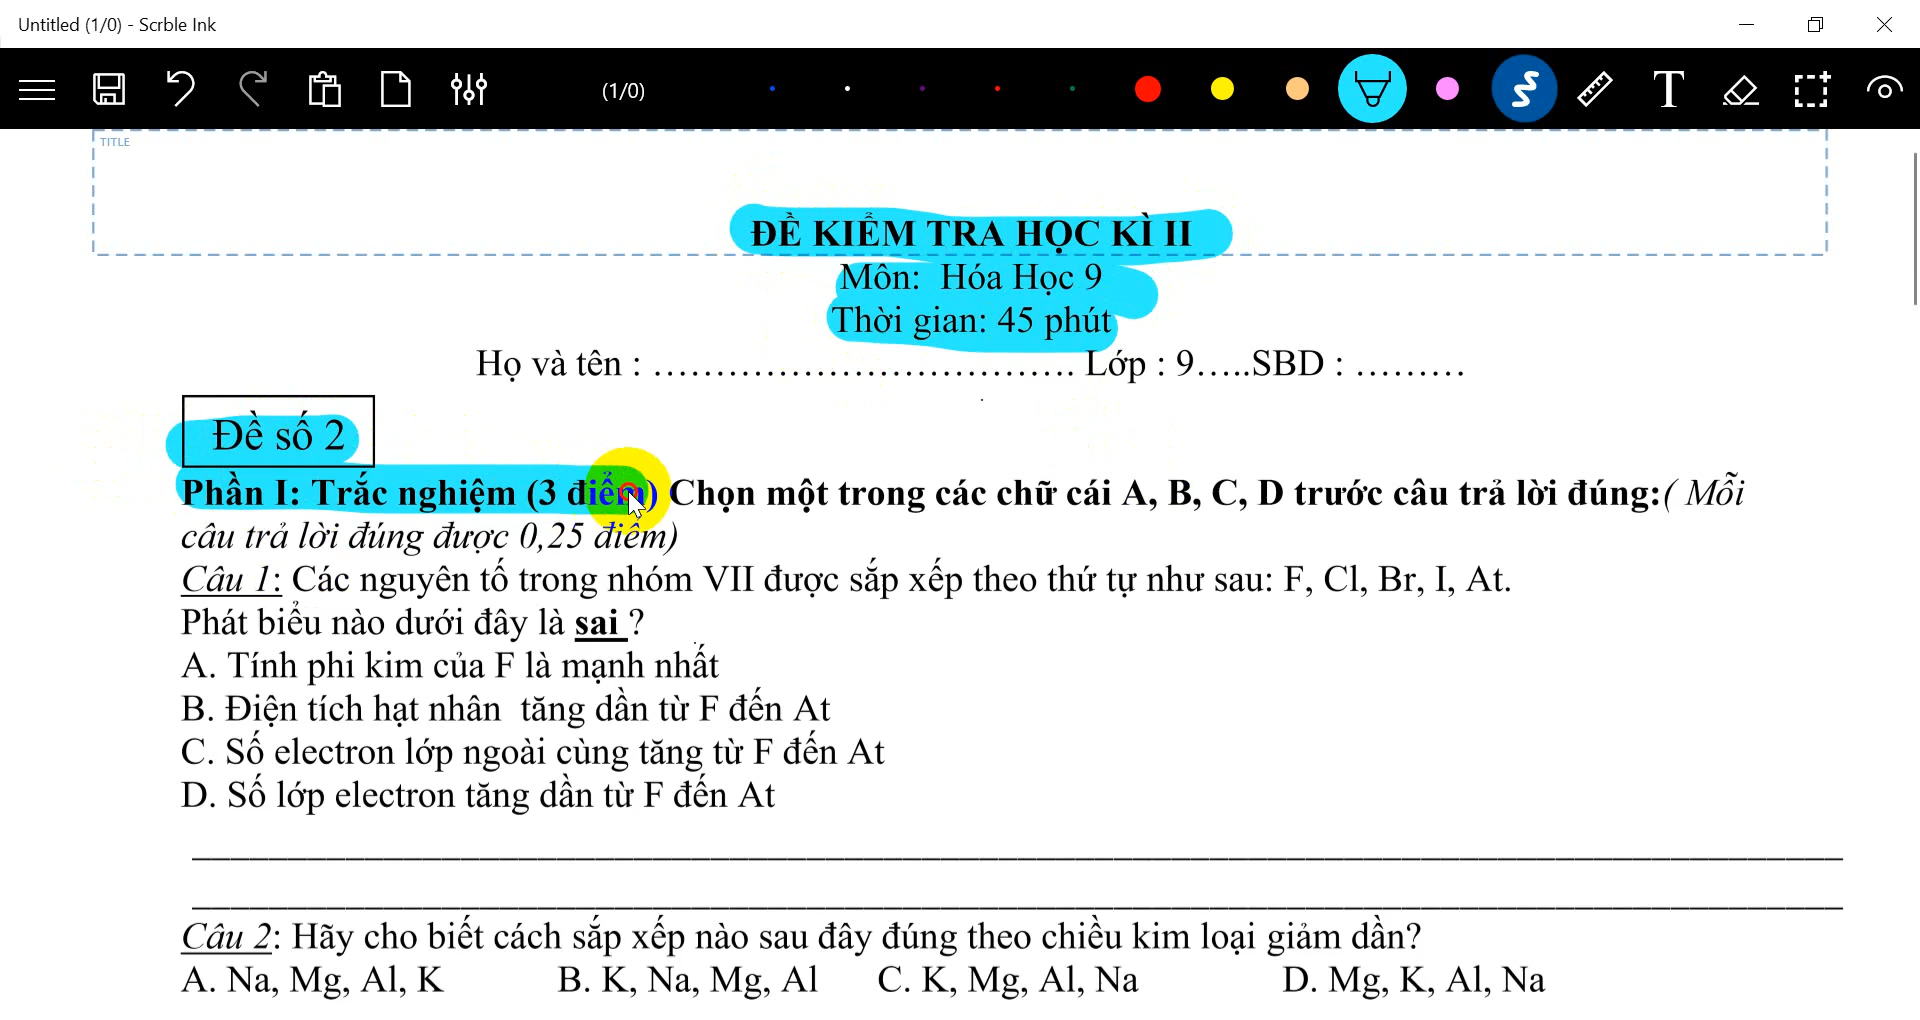 Untitled (1/0) - Scrble Ink
(1/0)
T
TITLE
ĐỀ KIỂM TRA HỌC KÌ II
Môn: Hóa Học 9
Thời gian: 45 phút
Họ và tên : ................................. Lớp : 9.....SBD : .........
Đề số 2
Phần I: Trắc nghiệm (3 điểm) Chọn một trong các chữ cái A, B, C, D trước câu trả lời đúng:( Mỗi
câu trả lời đúng được 0,25 điểm)
Câu 1: Các nguyên tố trong nhóm VII được sắp xếp theo thứ tự như sau: F, Cl, Br, I, At.
Phát biểu nào dưới đây là sai ?
A. Tính phi kim của F là mạnh nhất
B. Điện tích hạt nhân tăng dần từ F đến At
C. Số electron lớp ngoài cùng tăng từ F đến At
D. Số lớp electron tăng dần từ F đến At
Câu 2: Hãy cho biết cách sắp xếp nào sau đây đúng theo chiều kim loại giảm dần?
A. Na, Mg, Al, K B. K, Na, Mg, Al C. K, Mg, Al, Na D. Mg, K, Al, Na